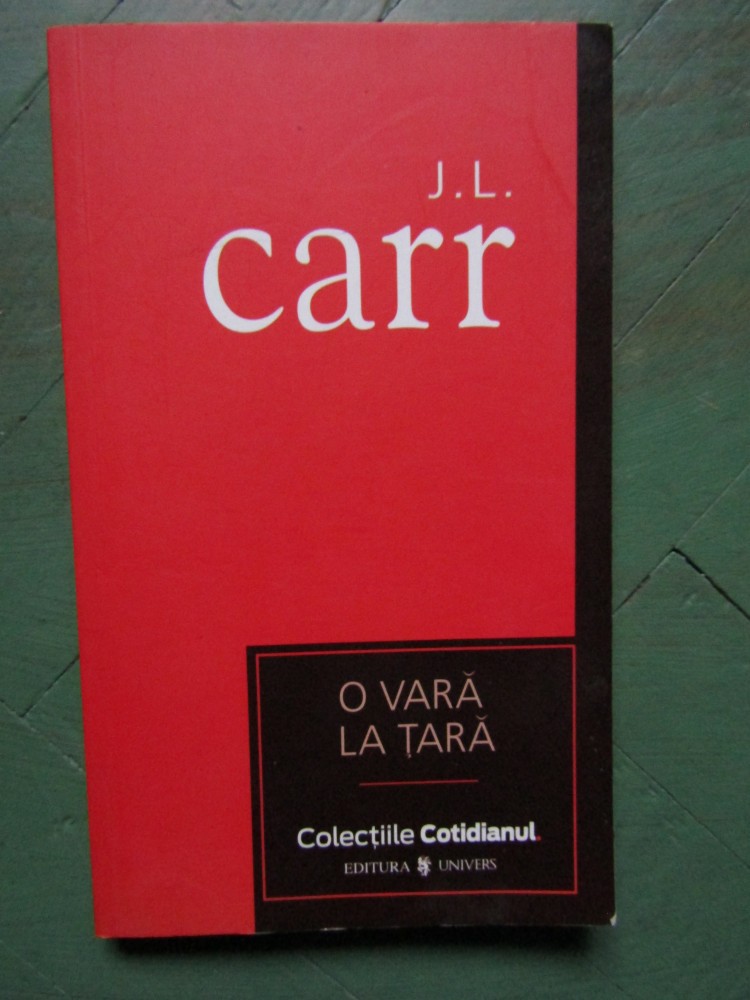 J.L.
carr
O VARĂ
LA ȚARĂ
Colecțiile Cotidianul.
EDITURA UNIVERS